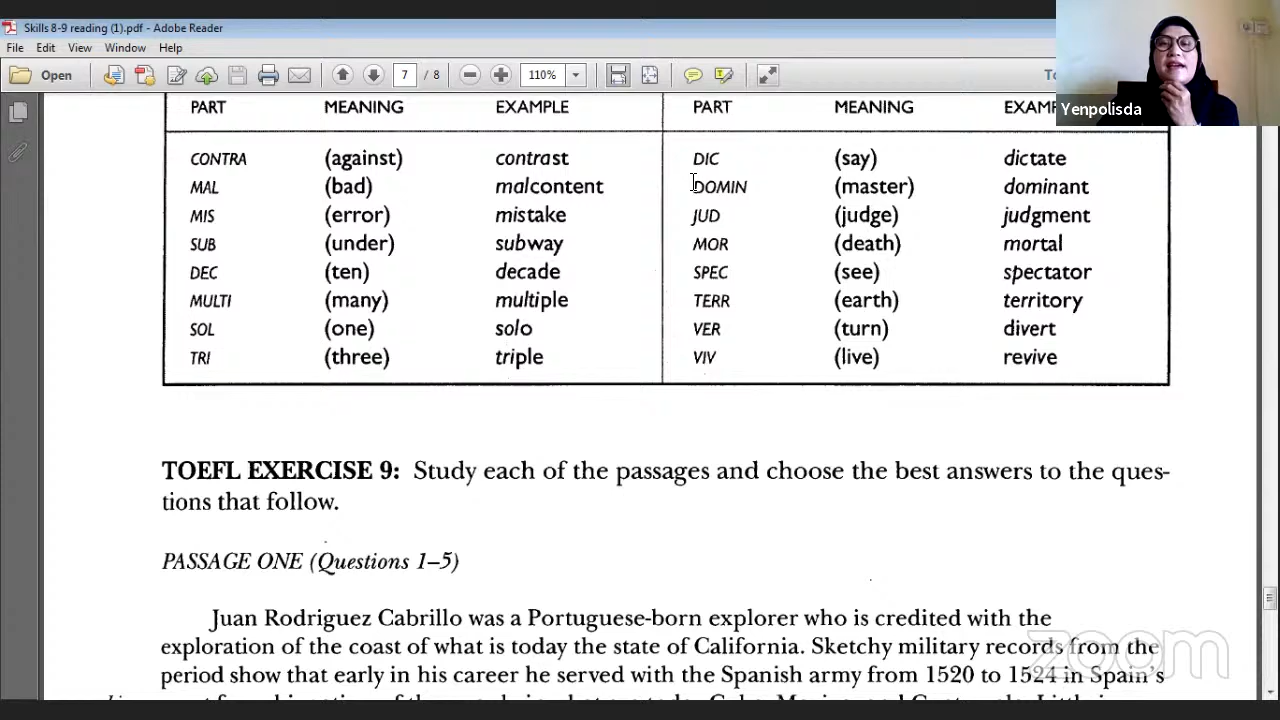 Skills 8-9 reading (1).pdf - Adobe Reader
File Edit View Window Help
Open 7 / 8 110% To
Yenpolisda
PART MEANING EXAMPLE PART MEANING EXAMP
CONTRA (against) contrast DIC (say) dictate
MAL (bad) malcontent DOMIN (master) dominant
MIS (error) mistake JUD (judge) judgment
SUB (under) subway MOR (death) mortal
DEC (ten) decade SPEC (see) spectator
MULTI (many) multiple TERR (earth) territory
SOL (one) solo VER (turn) divert
TRI (three) triple VIV (live) revive
TOEFL EXERCISE 9: Study each of the passages and choose the best answers to the ques-
tions that follow.
PASSAGE ONE (Questions 1–5)
Juan Rodriguez Cabrillo was a Portuguese-born explorer who is credited with the
exploration of the coast of what is today the state of California. Sketchy military records from the
period show that early in his career he served with the Spanish army from 1520 to 1524 in Spain's
zoom